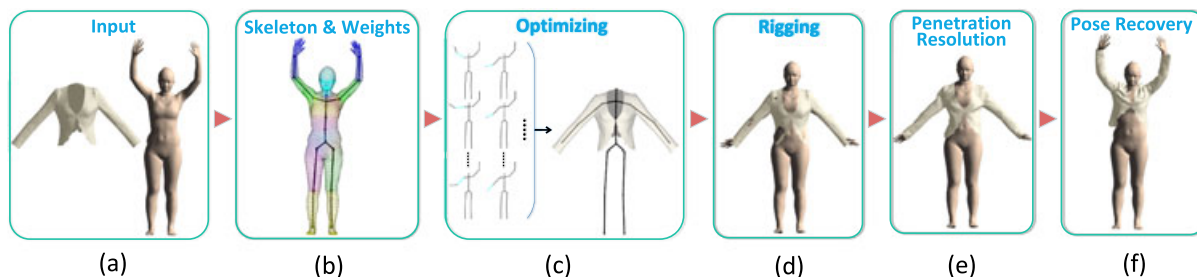 Input
Skeleton & Weights
Optimizing
Rigging
Penetration
Resolution
Pose Recovery
(a)
(b)
(c)
(d)
(e)
(f)